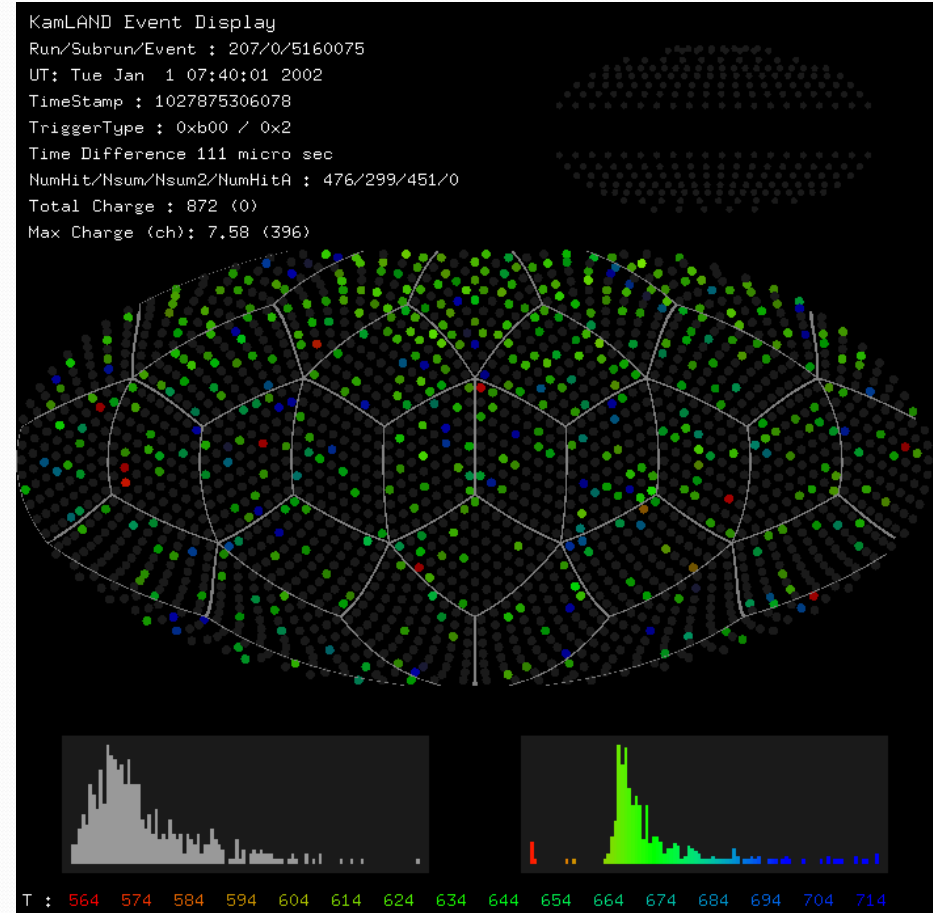 KamLAND Event Display
Run/Subrun/Event : 207/0/5160075
UT: Tue Jan  1 07:40:01 2002
TimeStamp : 1027875306078
TriggerType : 0xb00 / 0x2
Time Difference 111 micro sec
NumHit/Nsum/Nsum2/NumHitA : 476/299/451/0
Total Charge : 872 (0)
Max Charge (ch): 7.58 (396)
T : 564 574 584 594 604 614 624 634 644 654 664 674 684 694 704 714